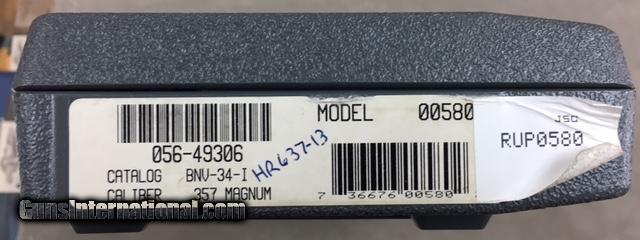 MODEL 00580
JSC
RUP0580
056-49306
HR637-13
CATALOG BNV-34-I
CALIBER .357 MAGNUM
7 36676 00580
GunsInternational.com